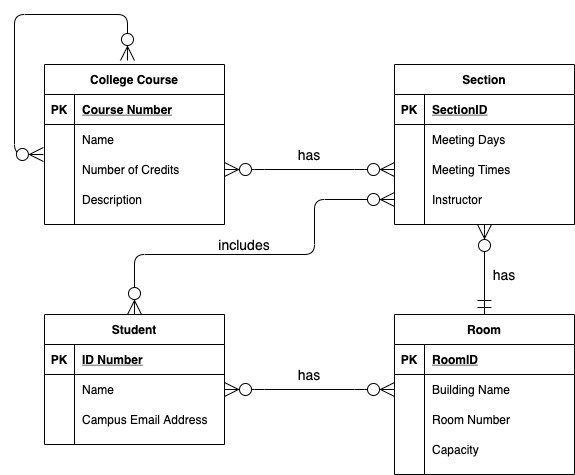 College Course
PK Course Number
Name
Number of Credits
Description
Section
PK SectionID
Meeting Days
Meeting Times
Instructor
has
includes
has
Student
PK ID Number
Name
Campus Email Address
has
Room
PK RoomID
Building Name
Room Number
Capacity